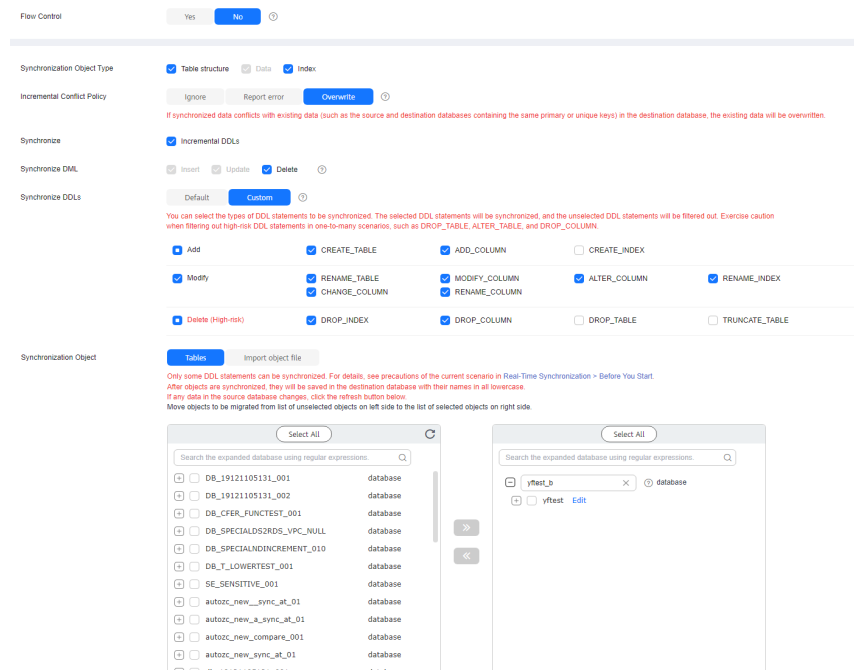 Flow Control Yes No
Synchronization Object Type Table structure Data Index
Incremental Conflict Policy Ignore Report error Overwrite
If synchronized data conflicts with existing data (such as the source and destination databases containing the same primary or unique keys) in the destination database, the existing data will be overwritten.
Synchronize Incremental DDLs
Synchronize DML Insert Update Delete
Synchronize DDLs Default Custom
You can select the types of DDL statements to be synchronized. The selected DDL statements will be synchronized, and the unselected DDL statements will be filtered out. Exercise caution
when filtering out high-risk DDL statements in one-to-many scenarios, such as DROP_TABLE, ALTER_TABLE, and DROP_COLUMN.
Add CREATE_TABLE ADD_COLUMN CREATE_INDEX
Modify RENAME_TABLE MODIFY_COLUMN ALTER_COLUMN RENAME_INDEX
CHANGE_COLUMN RENAME_COLUMN
Delete (High-risk) DROP_INDEX DROP_COLUMN DROP_TABLE TRUNCATE_TABLE
Synchronization Object Tables Import object file
Only some DDL statements can be synchronized. For details, see precautions of the current scenario in Real-Time Synchronization > Before You Start.
After objects are synchronized, they will be saved in the destination database with their names in all lowercase.
If any data in the source database changes, click the refresh button below.
Move objects to be migrated from list of unselected objects on left side to the list of selected objects on right side.
Select All
Search the expanded database using regular expressions.
DB_19121105131_001 database
DB_19121105131_002 database
DB_CFER_FUNCTEST_001 database
DB_SPECIALDS2RDS_VPC_NULL database
DB_SPECIALNDINCREMENT_010 database
DB_T_LOWERTEST_001 database
SE_SENSITIVE_001 database
autozc_new__sync_at_01 database
autozc_new_a_sync_at_01 database
autozc_new_compare_001 database
autozc_new_sync_at_01 database
Select All
Search the expanded database using regular expressions.
yftest_b database
yftest Edit